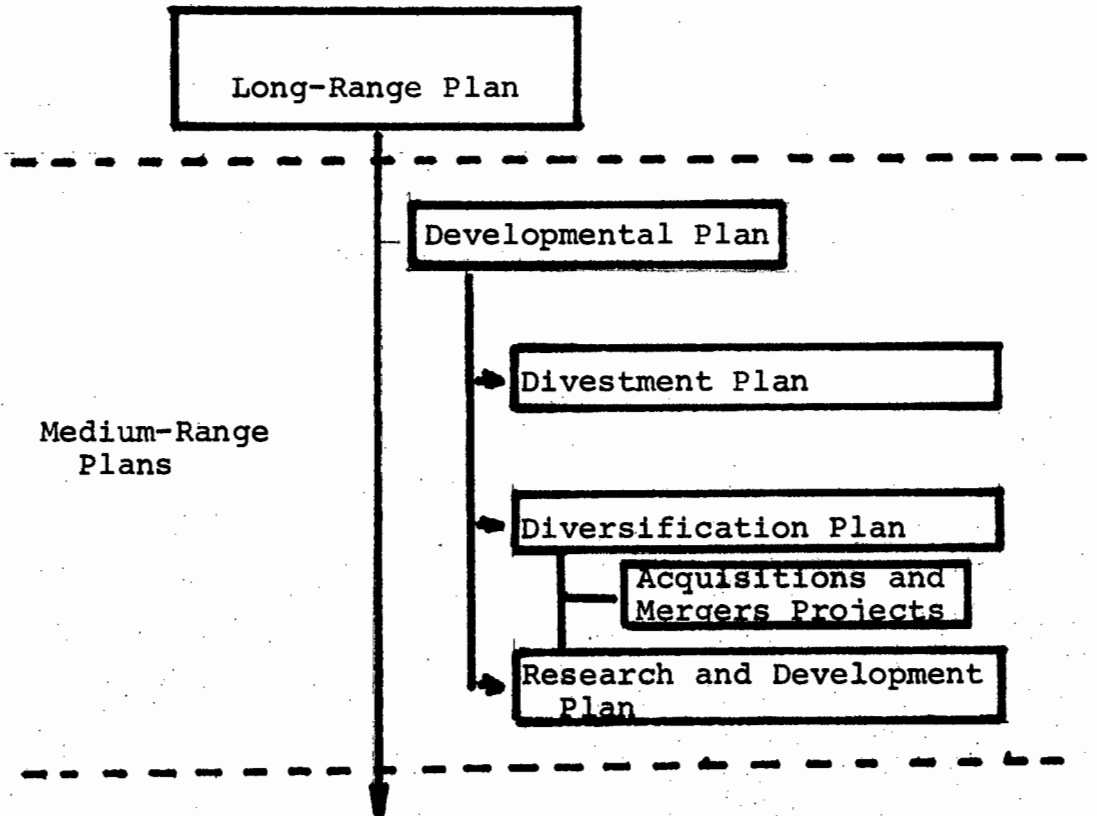 Long-Range Plan
Developmental Plan
Divestment Plan
Medium-Range
Plans
Diversification Plan
Acquisitions and
Mergers Projects
Research and Development
Plan